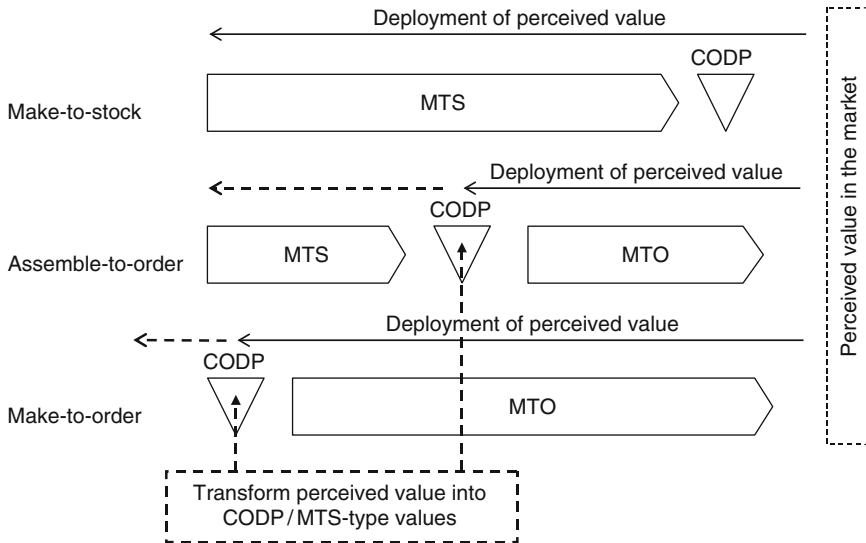 Deployment of perceived value
CODP
Make-to-stock
MTS
Deployment of perceived value
CODP
Assemble-to-order
MTS
MTO
Deployment of perceived value
CODP
Make-to-order
MTO
Transform perceived value into
CODP/MTS-type values
Perceived value in the market